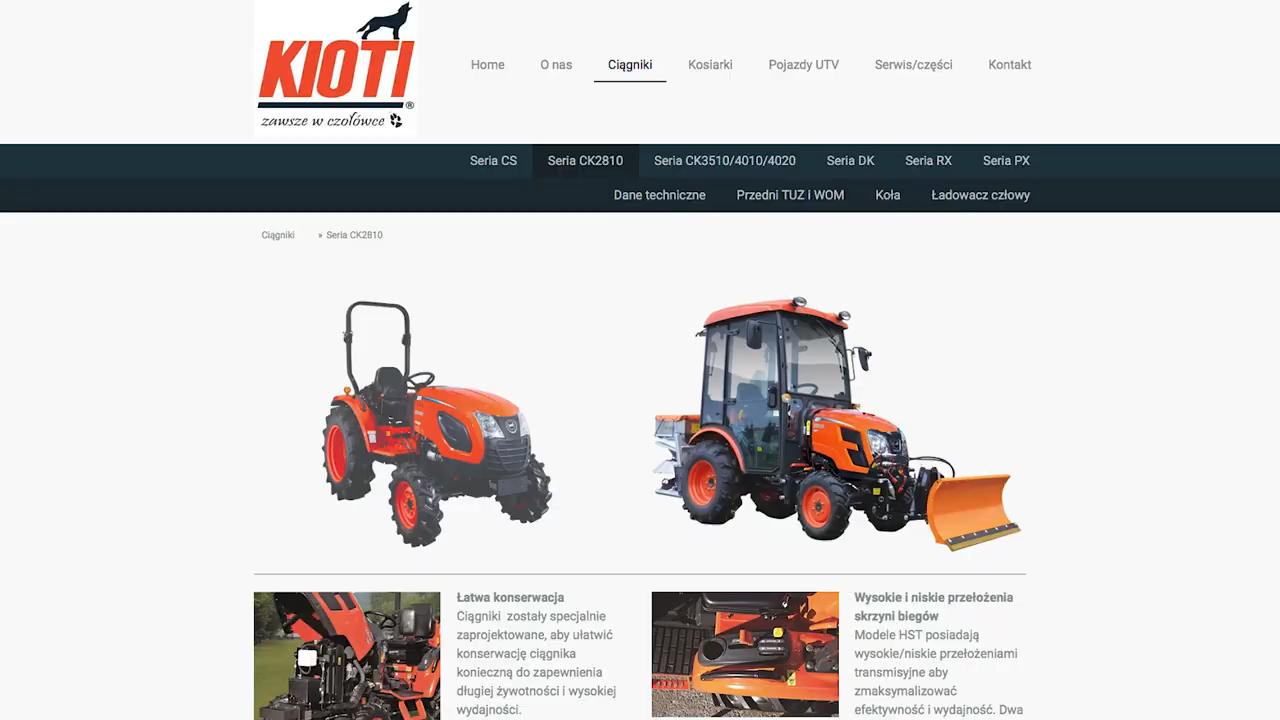 KIOTI
®
zawsze w czołówce
Home O nas Ciągniki Kosiarki Pojazdy UTV Serwis/części Kontakt
Seria CS Seria CK2810 Seria CK3510/4010/4020 Seria DK Seria RX Seria PX
Dane techniczne Przedni TUZ i WOM Koła Ładowacz człowy
Ciągniki » Seria CK2810
Łatwa konserwacja
Ciągniki zostały specjalnie
zaprojektowane, aby ułatwić
konserwację ciągnika
konieczną do zapewnienia
długiej żywotności i wysokiej
wydajności.
Wysokie i niskie przełożenia
skrzyni biegów
Modele HST posiadają
wysokie/niskie przełożeniami
transmisyjne aby
zmaksymalizować
efektywność i wydajność. Dwa